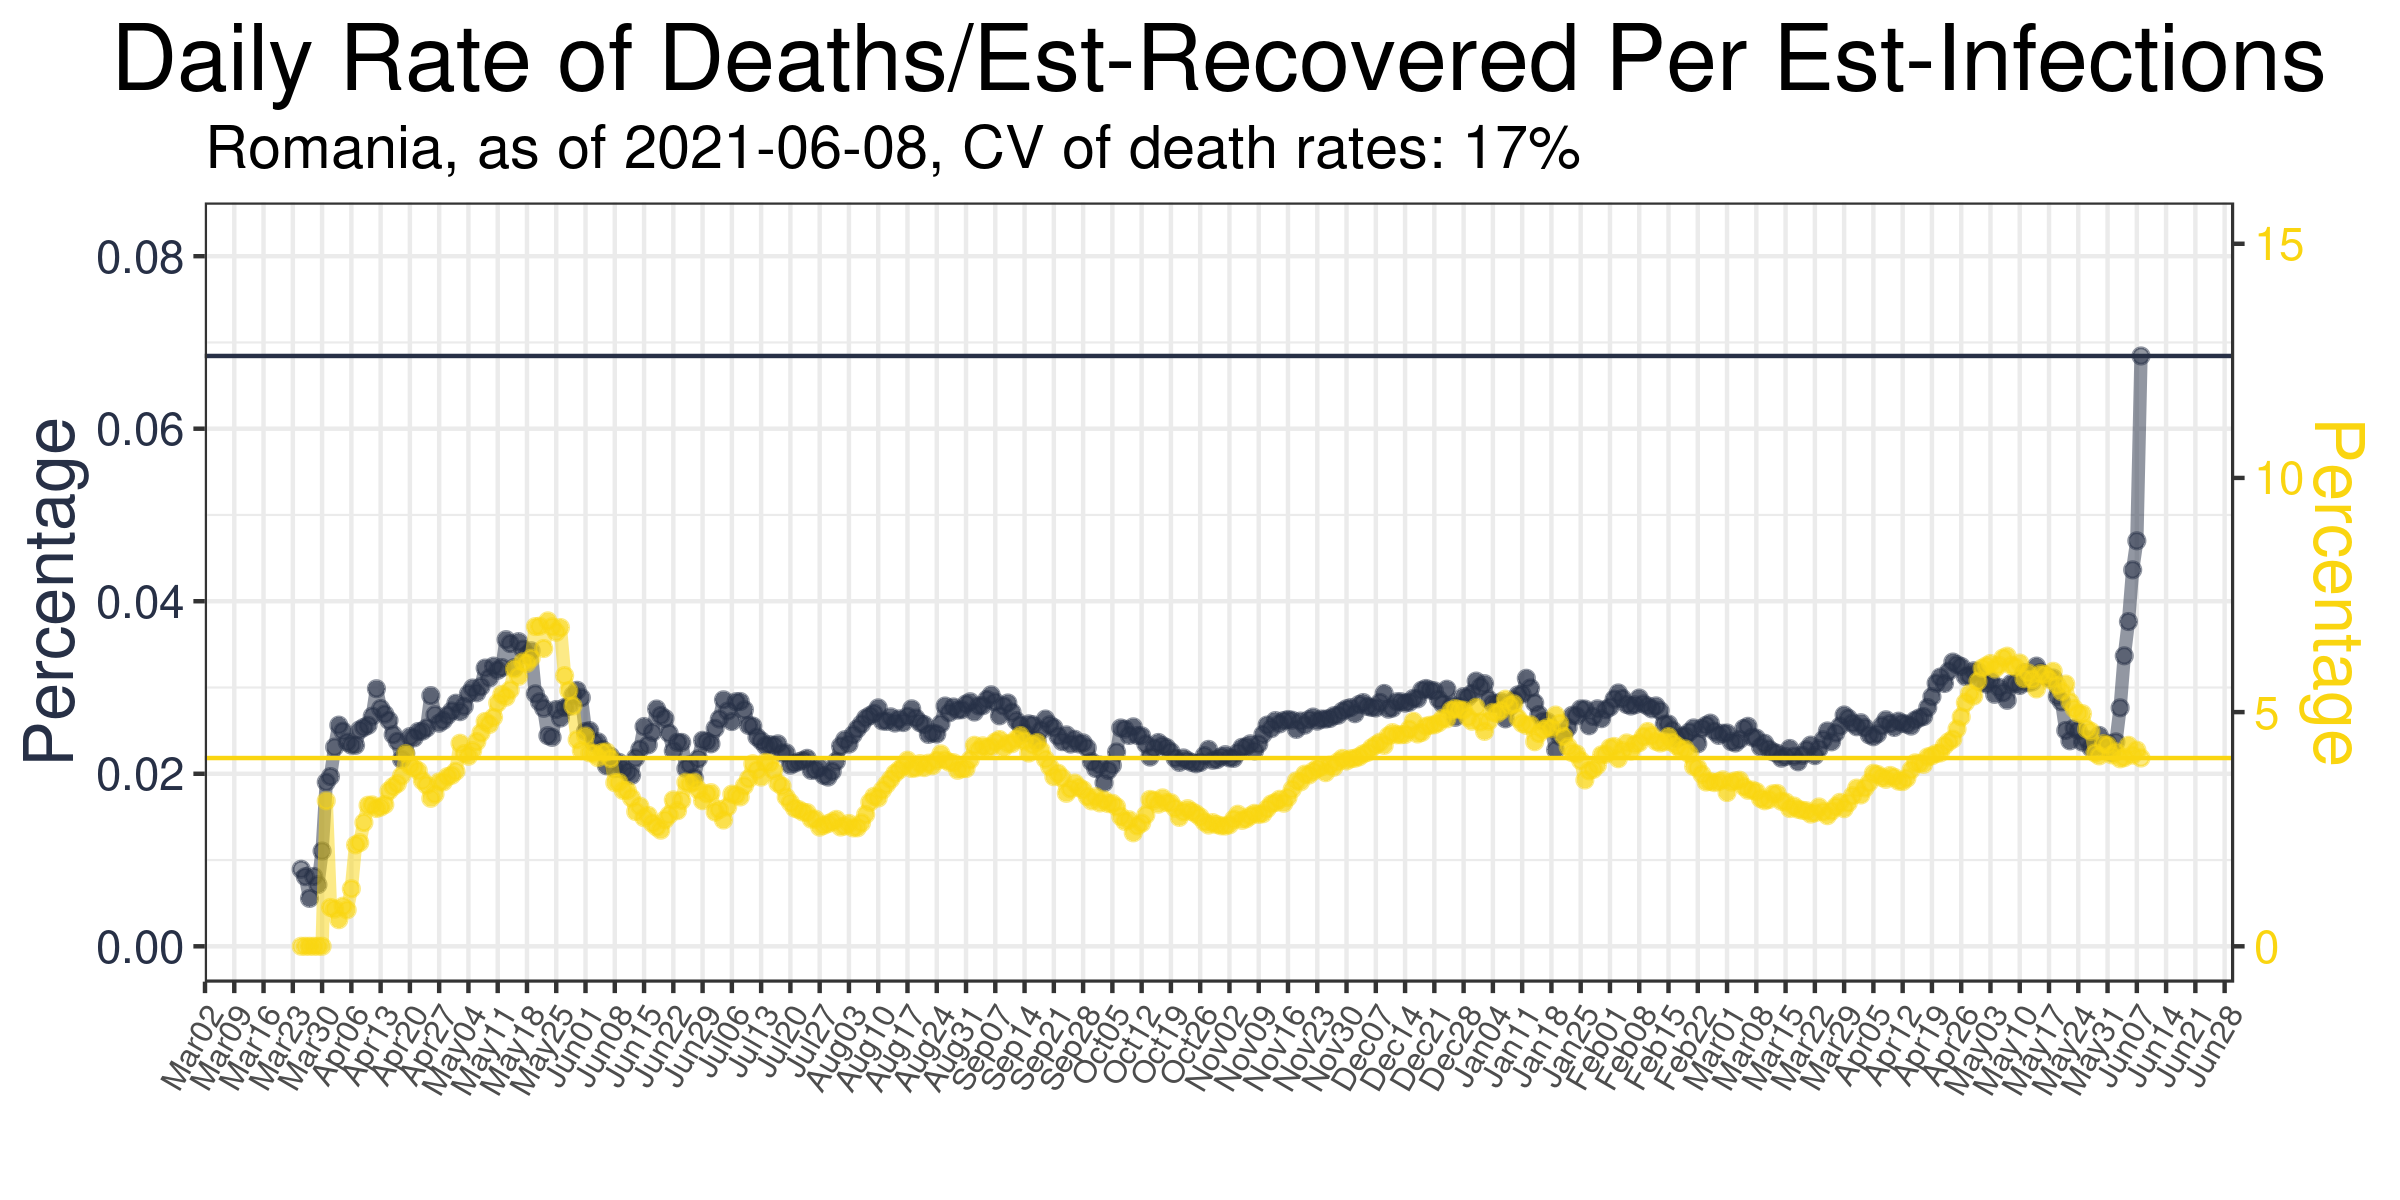 Daily Rate of Deaths/Est-Recovered Per Est-Infections
Romania, as of 2021-06-08, CV of death rates: 17%
Percentage
0.08
0.06
0.04
0.02
0.00
15
10
5
0
Percentage
Mar02
Mar09
Mar16
Mar23
Mar30
Apr06
Apr13
Apr20
Apr27
May04
May11
May18
May25
Jun01
Jun08
Jun15
Jun22
Jun29
Jul06
Jul13
Jul20
Jul27
Aug03
Aug10
Aug17
Aug24
Aug31
Sep07
Sep14
Sep21
Sep28
Oct05
Oct12
Oct19
Oct26
Nov02
Nov09
Nov16
Nov23
Nov30
Dec07
Dec14
Dec21
Dec28
Jan04
Jan11
Jan18
Jan25
Feb01
Feb08
Feb15
Feb22
Mar01
Mar08
Mar15
Mar22
Mar29
Apr05
Apr12
Apr19
Apr26
May03
May10
May17
May24
May31
Jun07
Jun14
Jun21
Jun28